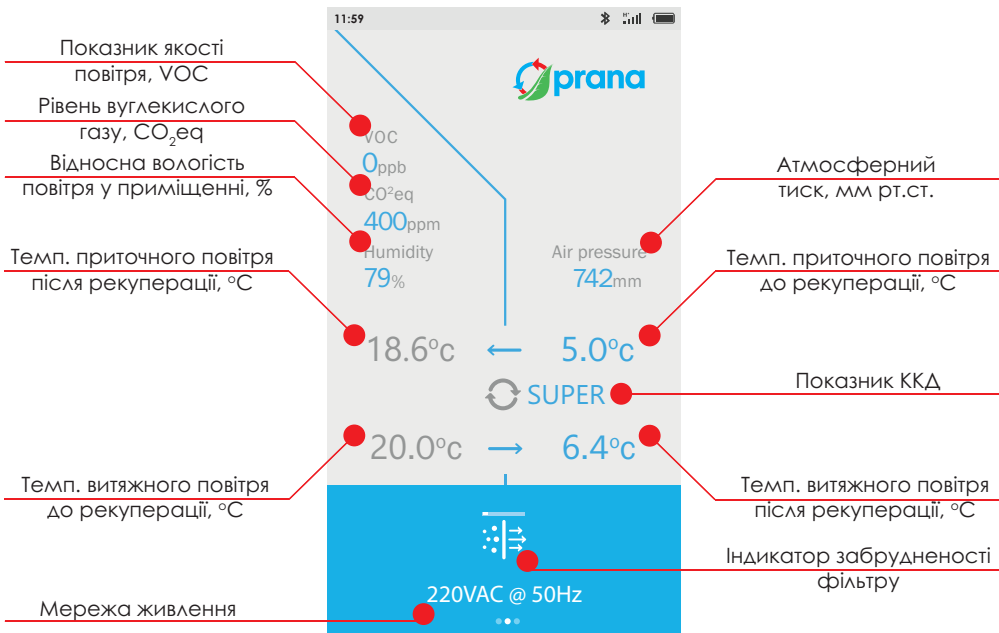 11:59
prana
Показник якості
повітря, VOC
Рівень вуглекислого
газу, CO₂eq
Відносна вологість
повітря у приміщенні, %
Темп. приточного повітря
після рекуперації, °C
Темп. витяжного повітря
до рекуперації, °C
Мережа живлення
VOC
0ppb
CO²eq
400ppm
Humidity
79%
Air pressure
742mm
18.6°c ← 5.0°c
SUPER
20.0°c → 6.4°c
220VAC @ 50Hz
Атмосферний
тиск, мм рт.ст.
Темп. приточного повітря
до рекуперації, °C
Показник ККД
Темп. витяжного повітря
після рекуперації, °C
Індикатор забрудненості
фільтру